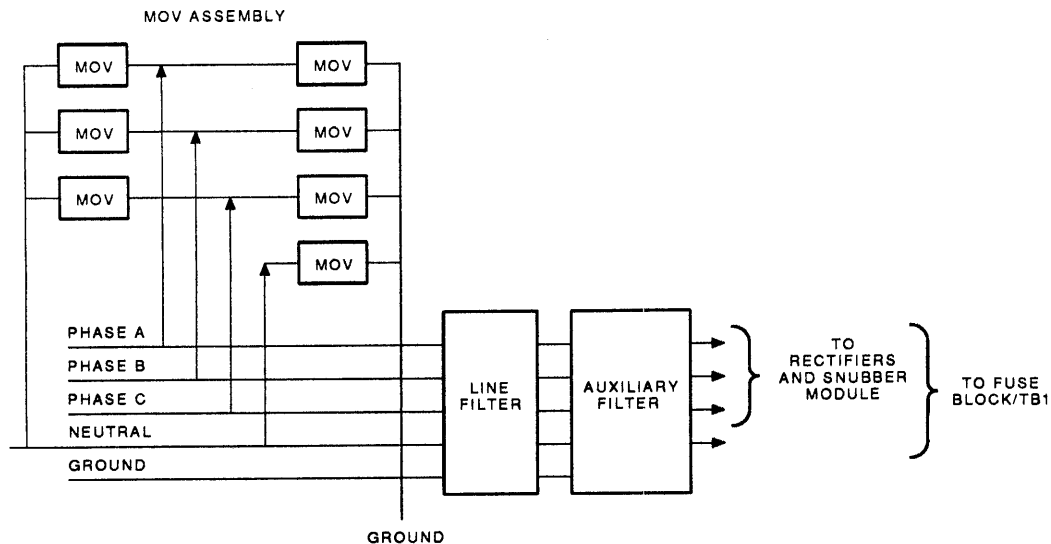 MOV ASSEMBLY
MOV
MOV
MOV
MOV
MOV
MOV
MOV
PHASE A
PHASE B
PHASE C
NEUTRAL
GROUND
LINE
FILTER
AUXILIARY
FILTER
TO
RECTIFIERS
AND SNUBBER
MODULE
TO FUSE
BLOCK/TB1
GROUND